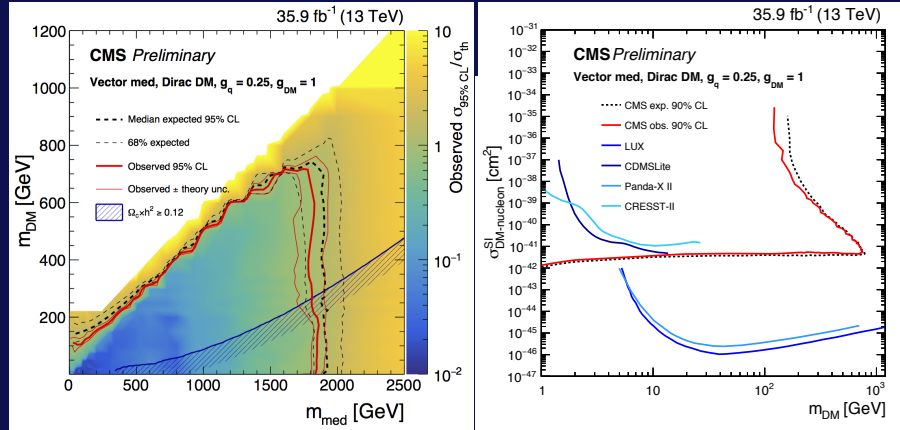 35.9 fb⁻¹ (13 TeV)
1200
1000
800
600
400
200
m_DM [GeV]
CMS Preliminary
Vector med, Dirac DM, g_q = 0.25, g_DM = 1
Median expected 95% CL
68% expected
Observed 95% CL
Observed ± theory unc.
Ω_c×h² ≥ 0.12
0 500 1000 1500 2000 2500
m_med [GeV]
10
1
10⁻¹
10⁻²
Observed σ_95% CL/σ_th
35.9 fb⁻¹ (13 TeV)
10⁻³¹
10⁻³²
10⁻³³
10⁻³⁴
10⁻³⁵
10⁻³⁶
10⁻³⁷
10⁻³⁸
10⁻³⁹
10⁻⁴⁰
10⁻⁴¹
10⁻⁴²
10⁻⁴³
10⁻⁴⁴
10⁻⁴⁵
10⁻⁴⁶
10⁻⁴⁷
σ^SI_DM-nucleon [cm²]
CMS Preliminary
Vector med, Dirac DM, g_q = 0.25, g_DM = 1
CMS exp. 90% CL
CMS obs. 90% CL
LUX
CDMSLite
Panda-X II
CRESST-II
1 10 10² 10³
m_DM [GeV]